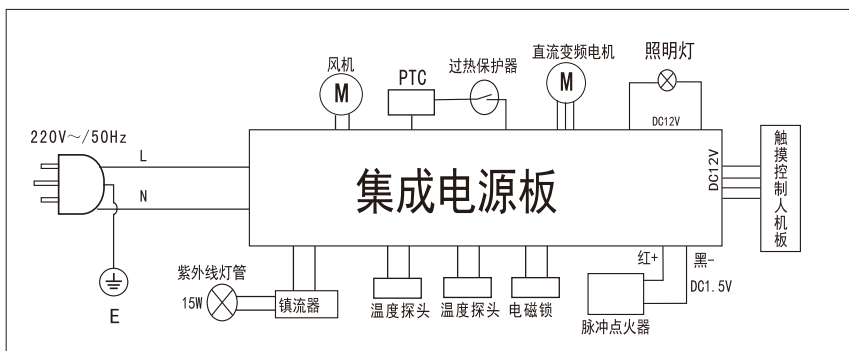 风机
M
PTC
过热保护器
直流变频电机
M
照明灯
DC12V
220V～/50Hz
L
N
E
集成电源板
DC12V
触摸控制人机板
紫外线灯管
15W
镇流器
温度探头
温度探头
电磁锁
红+
黑-
DC1.5V
脉冲点火器